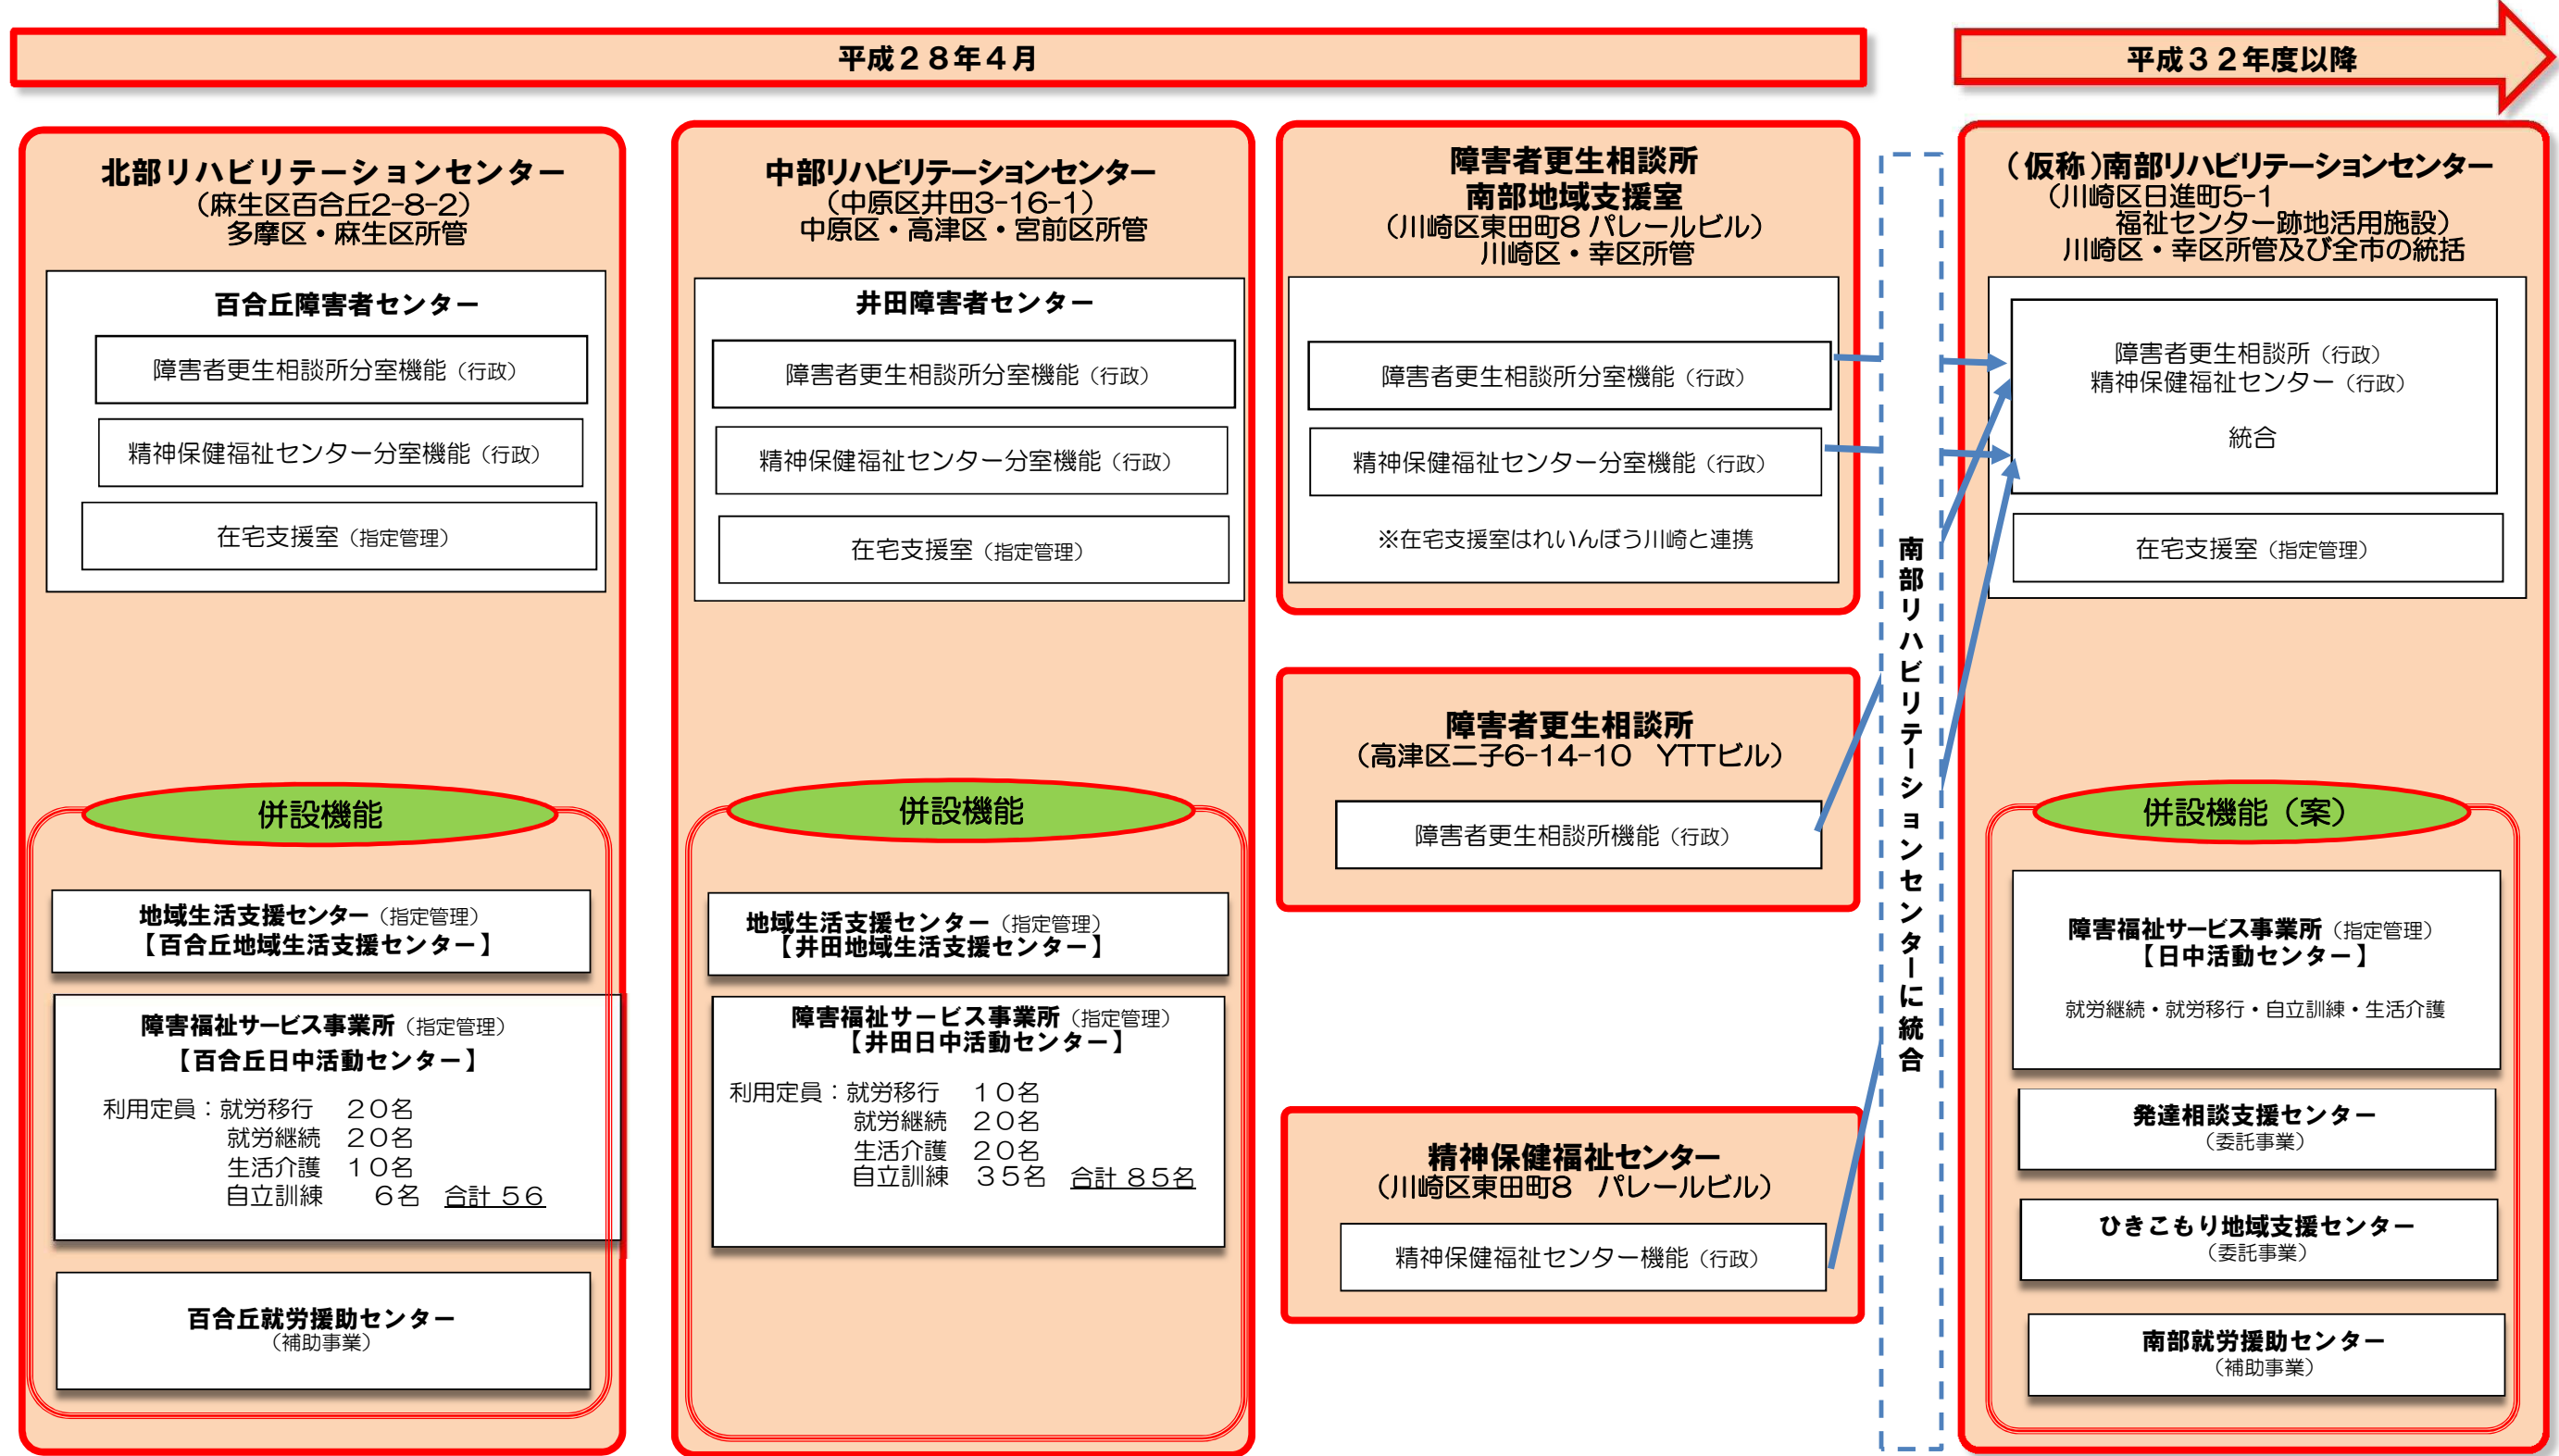 平成２８年４月
平成３２年度以降
北部リハビリテーションセンター
（麻生区百合丘2-8-2）
多摩区・麻生区所管
百合丘障害者センター
障害者更生相談所分室機能（行政）
精神保健福祉センター分室機能（行政）
在宅支援室（指定管理）
併設機能
地域生活支援センター（指定管理）
【百合丘地域生活支援センター】
障害福祉サービス事業所（指定管理）
【百合丘日中活動センター】
利用定員：就労移行　２０名
就労継続　２０名
生活介護　１０名
自立訓練　６名　合計 ５６
百合丘就労援助センター
（補助事業）
中部リハビリテーションセンター
（中原区井田3-16-1）
中原区・高津区・宮前区所管
井田障害者センター
障害者更生相談所分室機能（行政）
精神保健福祉センター分室機能（行政）
在宅支援室（指定管理）
併設機能
地域生活支援センター（指定管理）
【井田地域生活支援センター】
障害福祉サービス事業所（指定管理）
【井田日中活動センター】
利用定員：就労移行　１０名
就労継続　２０名
生活介護　２０名
自立訓練　３５名　合計 ８５名
障害者更生相談所
南部地域支援室
（川崎区東田町8 パレールビル）
川崎区・幸区所管
障害者更生相談所分室機能（行政）
精神保健福祉センター分室機能（行政）
※在宅支援室はれいんぼう川崎と連携
障害者更生相談所
（高津区二子6-14-10　YTTビル）
障害者更生相談所機能（行政）
精神保健福祉センター
（川崎区東田町8　パレールビル）
精神保健福祉センター機能（行政）
南部リハビリテーションセンターに統合
（仮称）南部リハビリテーションセンター
（川崎区日進町5-1
福祉センター跡地活用施設）
川崎区・幸区所管及び全市の統括
障害者更生相談所（行政）
精神保健福祉センター（行政）
統合
在宅支援室（指定管理）
併設機能（案）
障害福祉サービス事業所（指定管理）
【日中活動センター】
就労継続・就労移行・自立訓練・生活介護
発達相談支援センター
（委託事業）
ひきこもり地域支援センター
（委託事業）
南部就労援助センター
（補助事業）